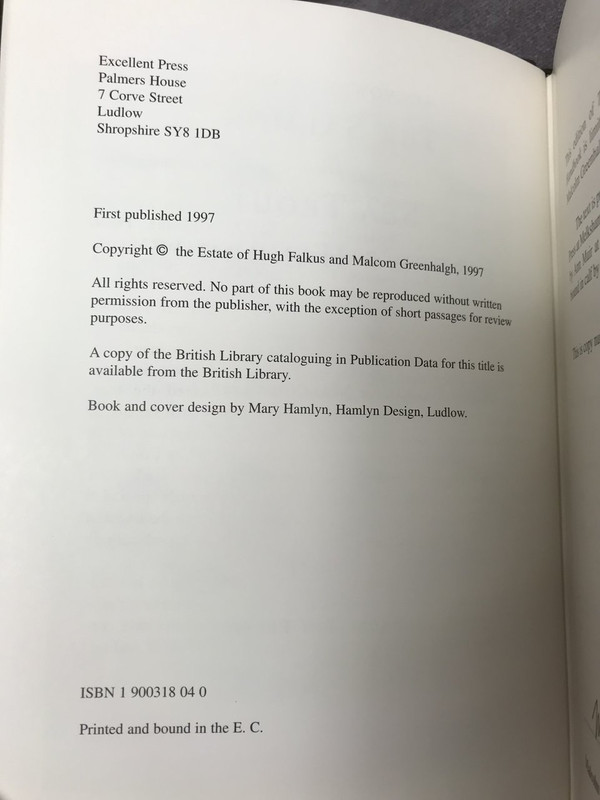 Excellent Press
Palmers House
7 Corve Street
Ludlow
Shropshire SY8 1DB
First published 1997
Copyright © the Estate of Hugh Falkus and Malcom Greenhalgh, 1997
All rights reserved. No part of this book may be reproduced without written
permission from the publisher, with the exception of short passages for review
purposes.
A copy of the British Library cataloguing in Publication Data for this title is
available from the British Library.
Book and cover design by Mary Hamlyn, Hamlyn Design, Ludlow.
ISBN 1 900318 04 0
Printed and bound in the E. C.